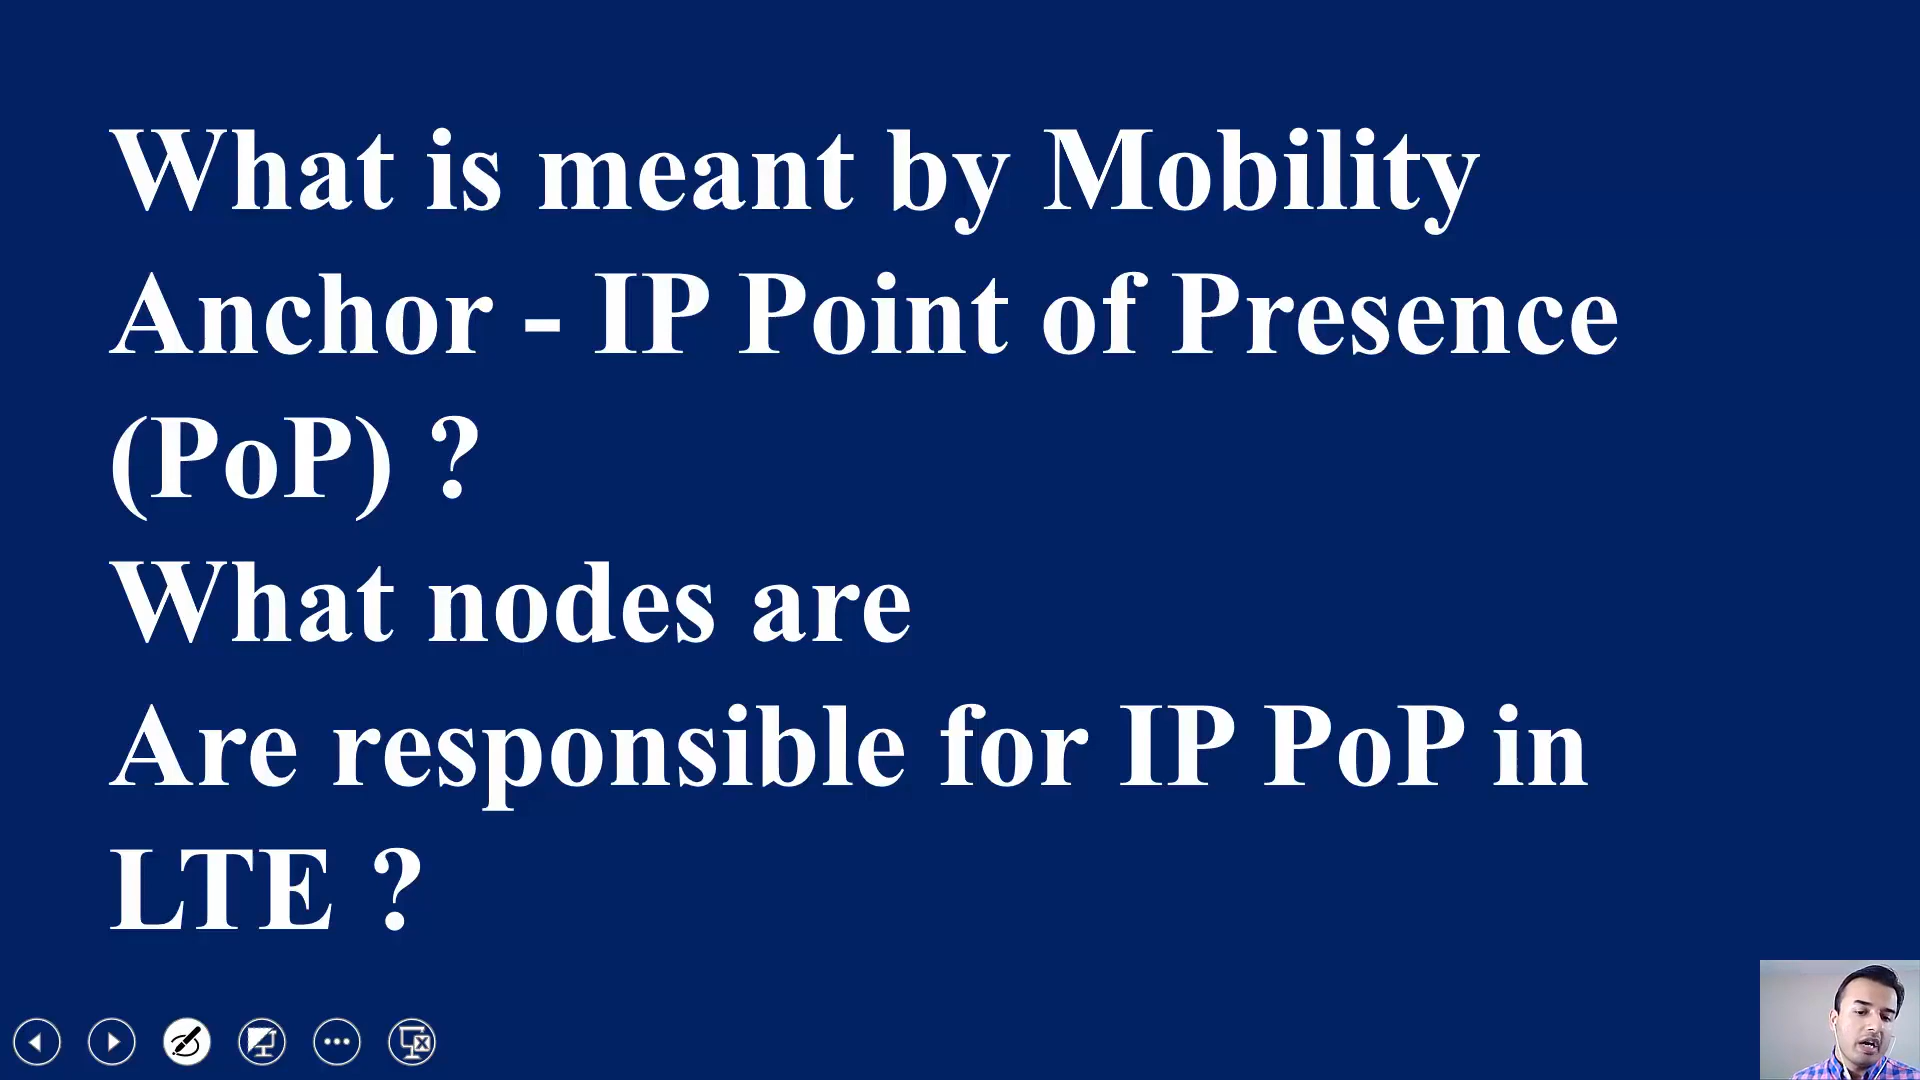 What is meant by Mobility
Anchor - IP Point of Presence
(PoP) ?
What nodes are
Are responsible for IP PoP in
LTE ?